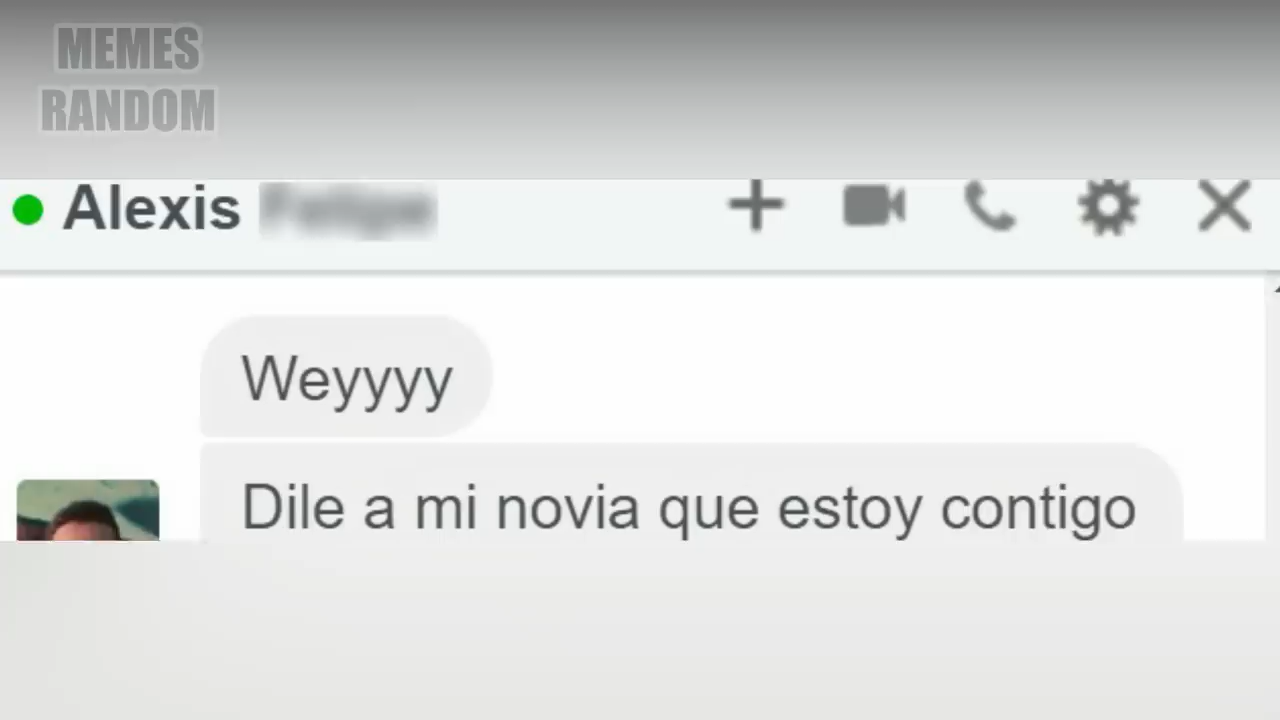 MEMES
RANDOM
Alexis
Weyyyy
Dile a mi novia que estoy contigo